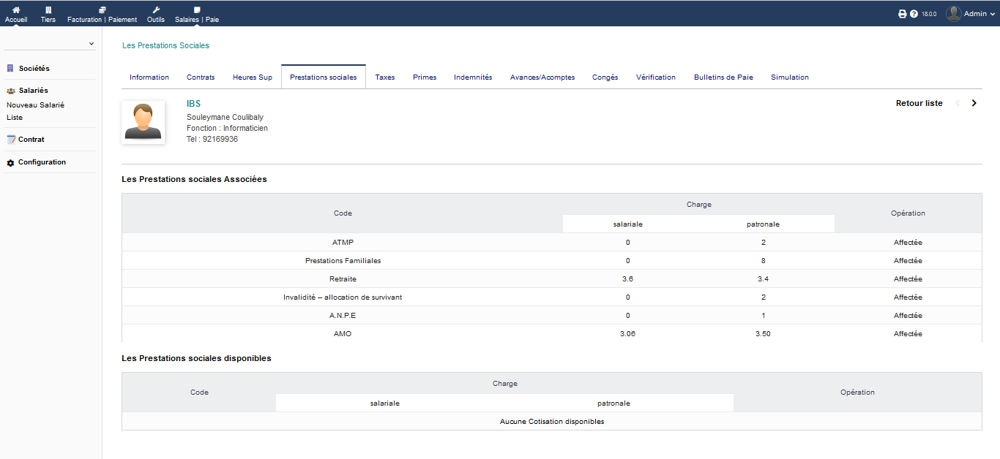 Accueil Tiers Facturation | Paiement Outils Salaires | Paie 18.0.0 Admin
Sociétés
Salariés
Nouveau Salarié
Liste
Contrat
Configuration
Les Prestations Sociales
Information Contrats Heures Sup Prestations sociales Taxes Primes Indemnités Avances/Acomptes Congés Vérification Bulletins de Paie Simulation
IBS
Souleymane Coulibaly
Fonction : Informaticien
Tel : 92169936
Retour liste
Les Prestations sociales Associées
Code Charge Opération
salariale patronale
ATMP 0 2 Affectée
Prestations Familiales 0 8 Affectée
Retraite 3.6 3.4 Affectée
Invalidité – allocation de survivant 0 2 Affectée
A.N.P.E 0 1 Affectée
AMO 3.06 3.50 Affectée
Les Prestations sociales disponibles
Code Charge Opération
salariale patronale
Aucune Cotisation disponibles